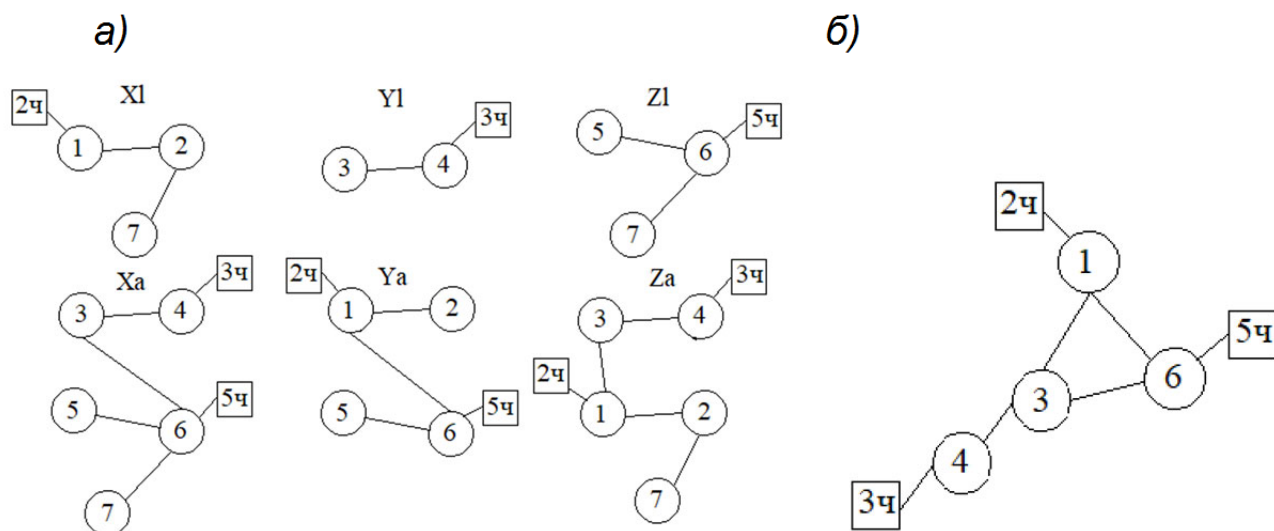 а) б)
Xl Yl Zl
2ч 3ч 5ч
1 2 3 4 5 6
7 7
Xa Ya Za
3ч 2ч 3ч
3 4 1 2 3 4
2ч
5ч 5ч
5 6 5 6 1 2
7 7
2ч
1
5ч
3 6
4
3ч